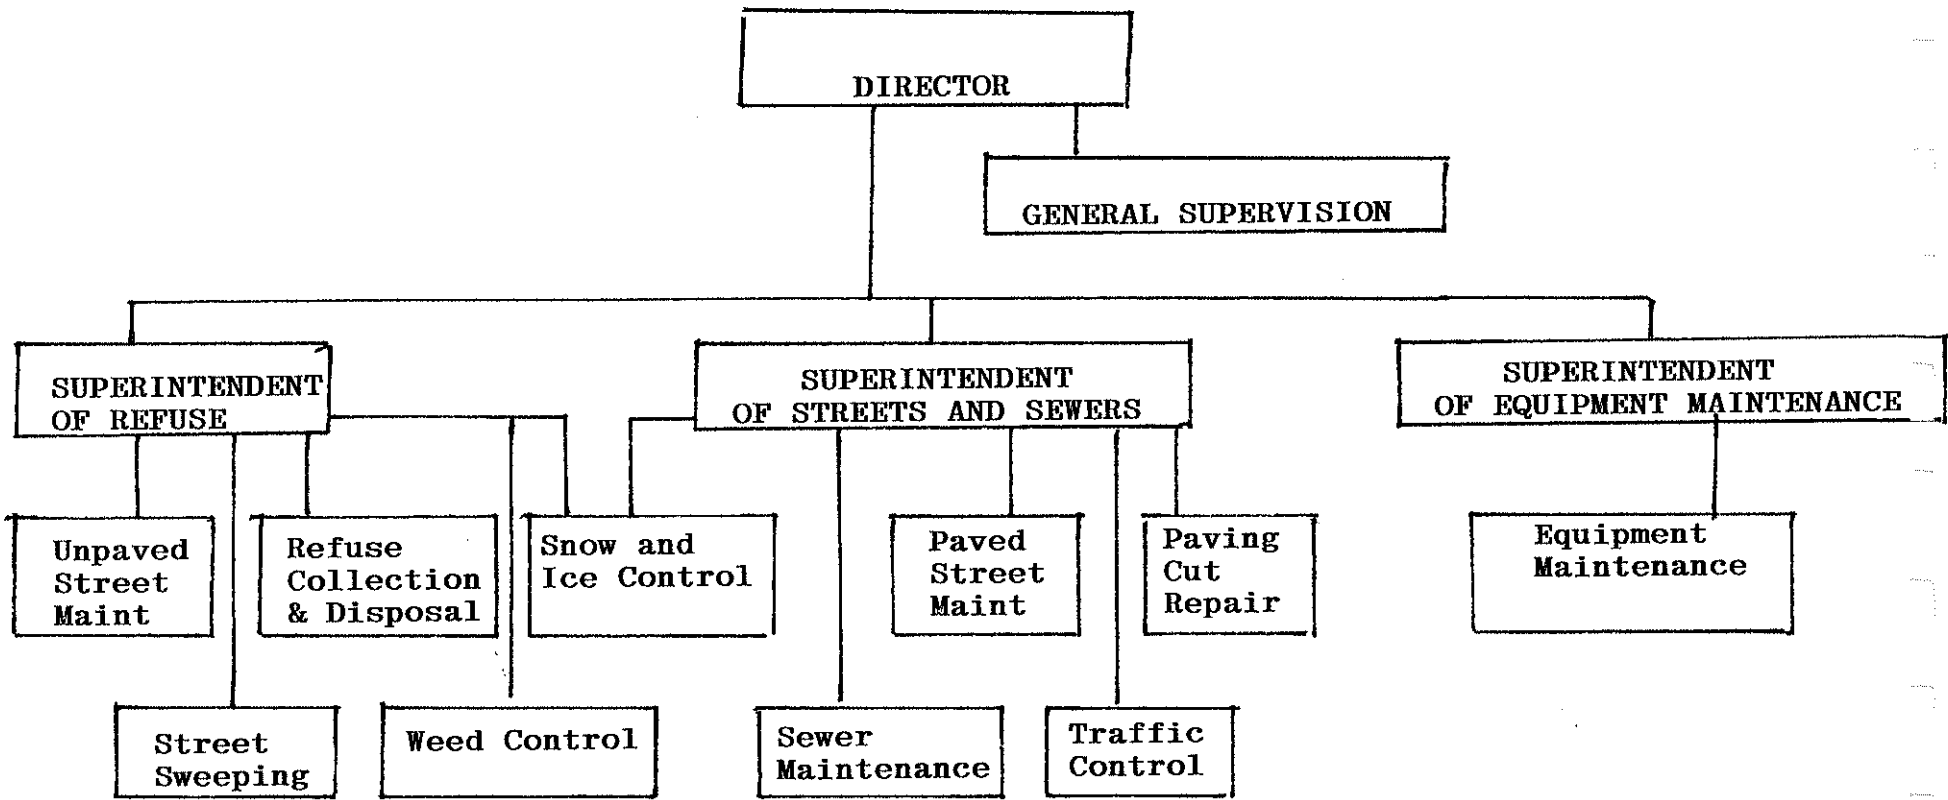 DIRECTOR
GENERAL SUPERVISION
SUPERINTENDENT
OF REFUSE
SUPERINTENDENT
OF STREETS AND SEWERS
SUPERINTENDENT
OF EQUIPMENT MAINTENANCE
Unpaved
Street
Maint
Refuse
Collection
& Disposal
Snow and
Ice Control
Paved
Street
Maint
Paving
Cut
Repair
Equipment
Maintenance
Street
Sweeping
Weed Control
Sewer
Maintenance
Traffic
Control